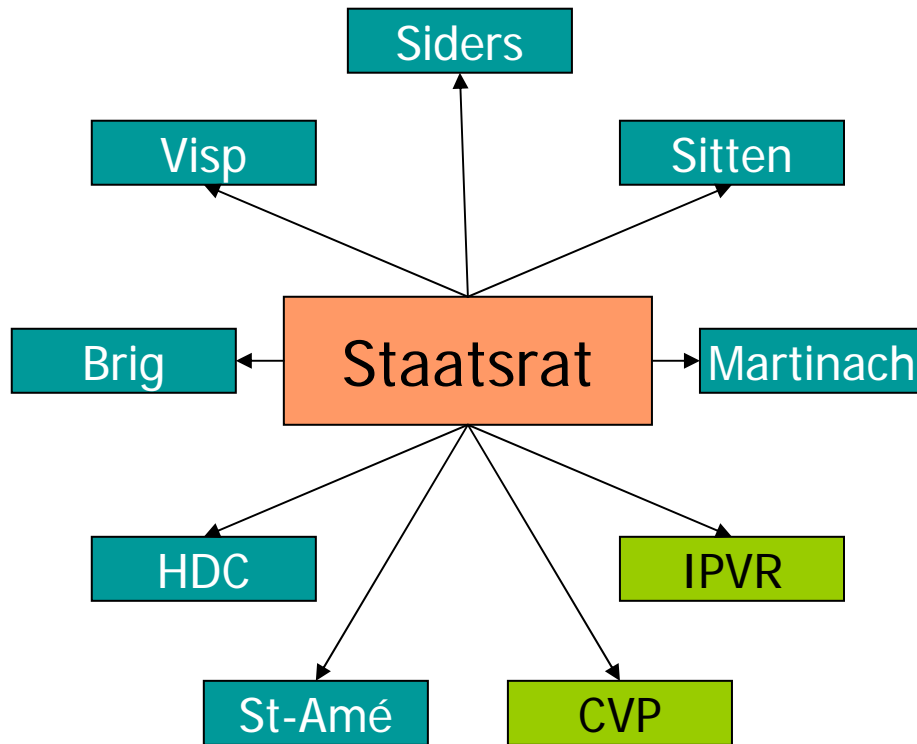 Siders
Visp
Sitten
Brig
Staatsrat
Martinach
HDC
IPVR
St-Amé
CVP